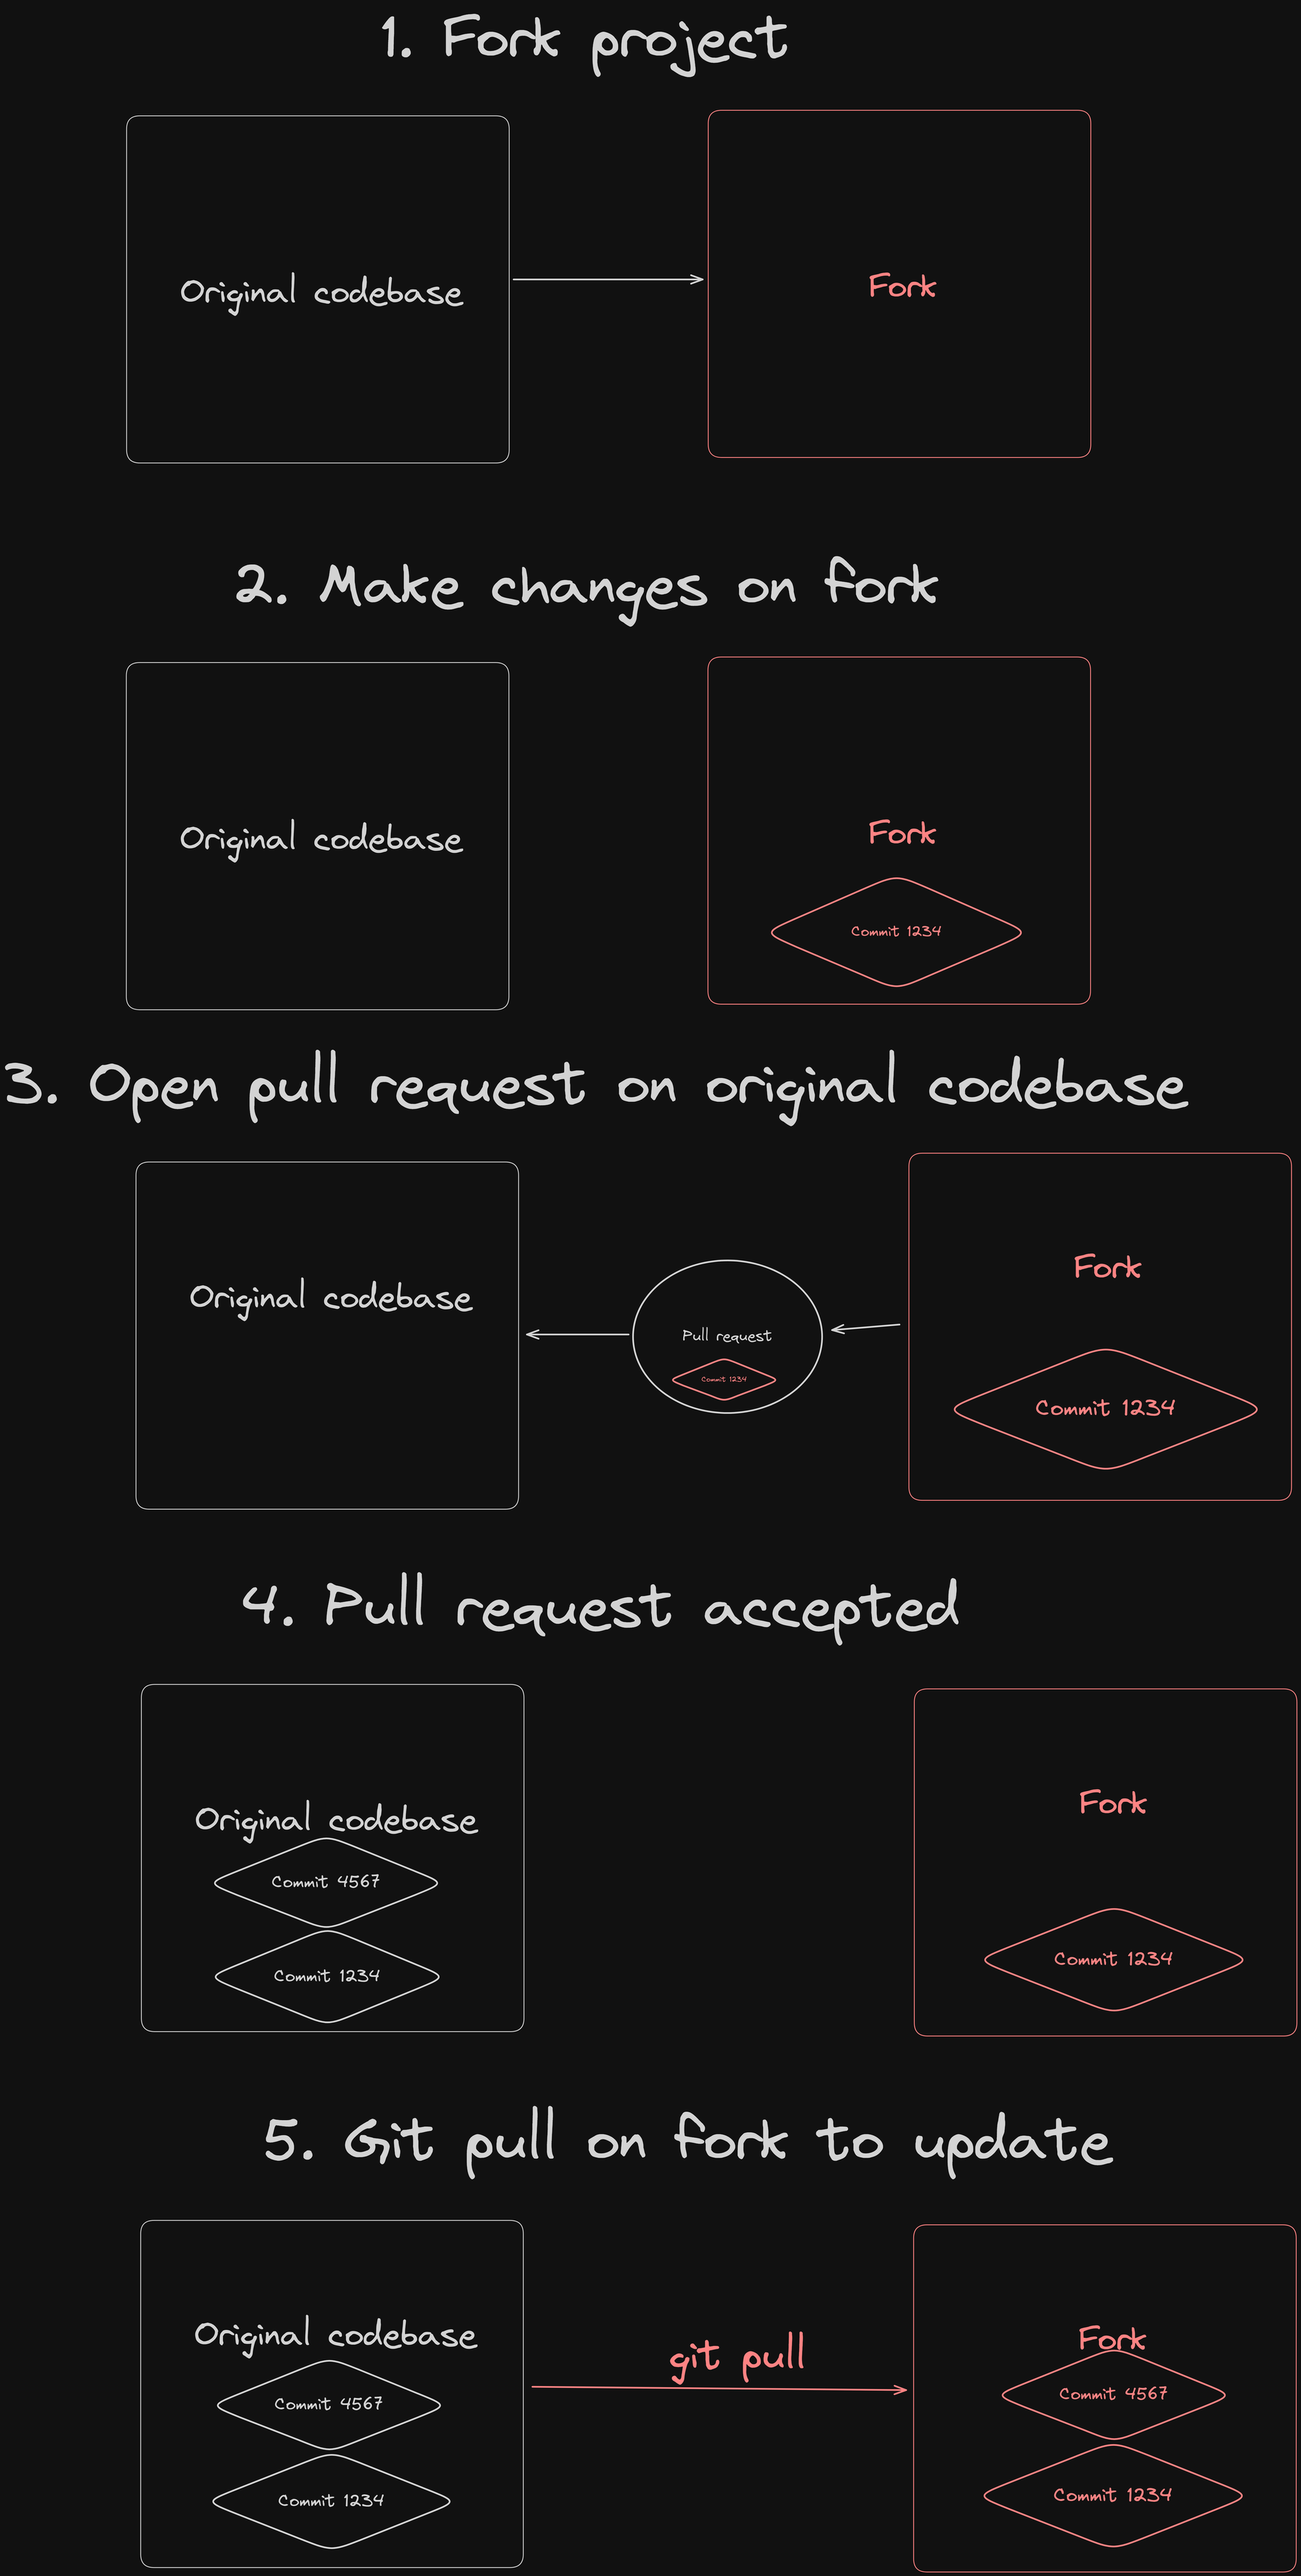 1. Fork project
Original codebase
Fork
2. Make changes on fork
Original codebase
Fork
Commit 1234
3. Open pull request on original codebase
Original codebase
Pull request
Commit 1234
Fork
Commit 1234
4. Pull request accepted
Original codebase
Commit 4567
Commit 1234
Fork
Commit 1234
5. Git pull on fork to update
Original codebase
Commit 4567
Commit 1234
git pull
Fork
Commit 4567
Commit 1234